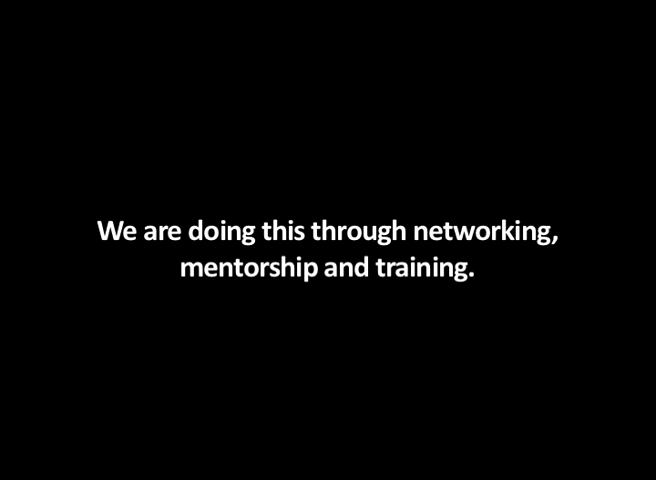 We are doing this through networking,
mentorship and training.